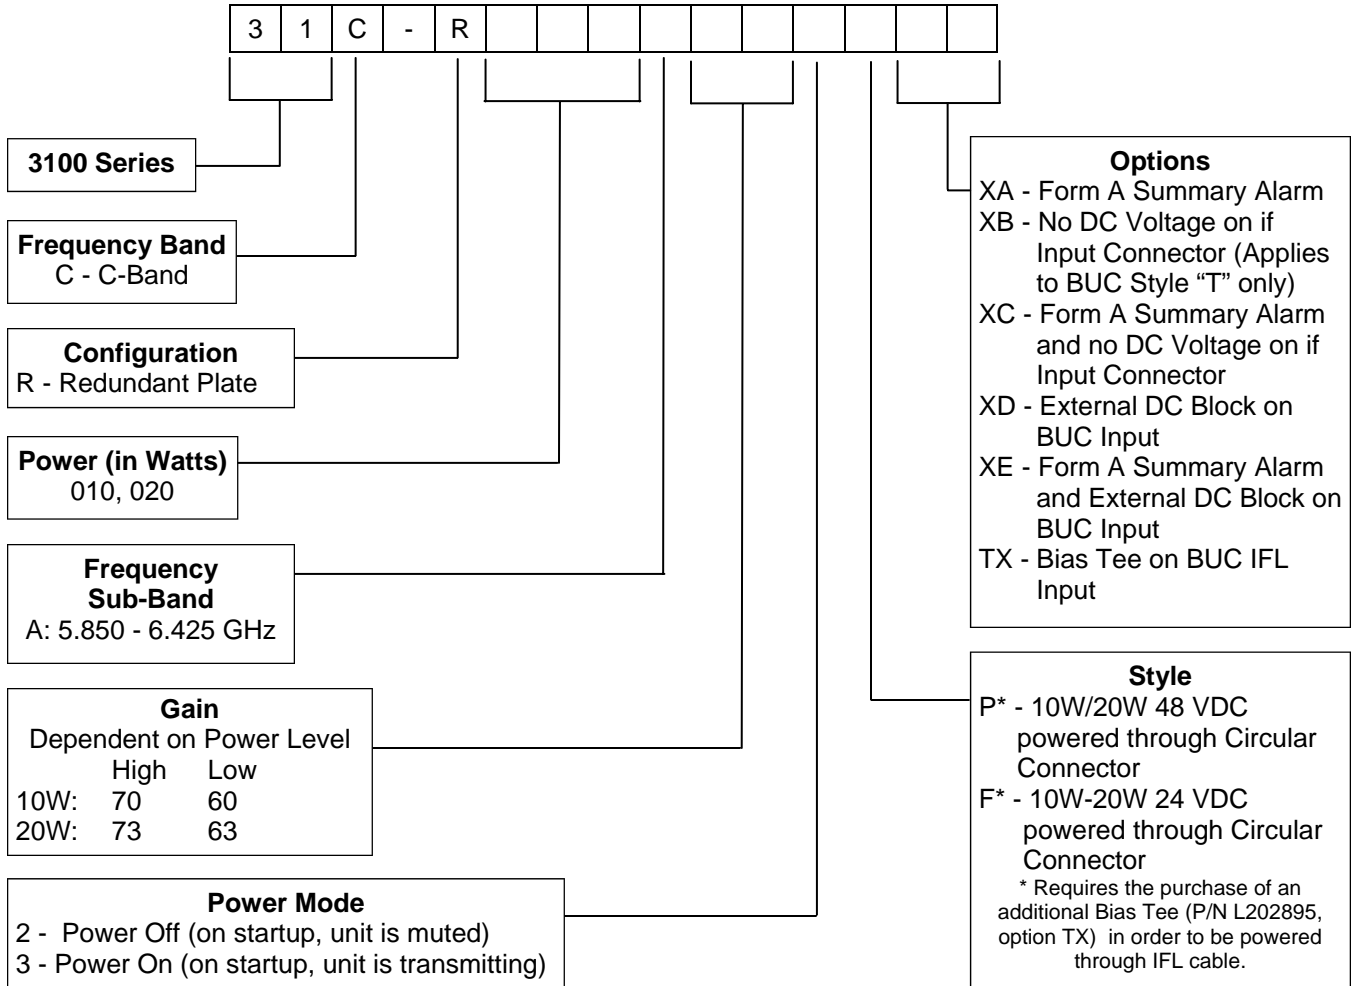 3 1 C - R
3100 Series
Frequency Band
C - C-Band
Configuration
R - Redundant Plate
Power (in Watts)
010, 020
Frequency
Sub-Band
A: 5.850 - 6.425 GHz
Gain
Dependent on Power Level
High Low
10W: 70 60
20W: 73 63
Power Mode
2 - Power Off (on startup, unit is muted)
3 - Power On (on startup, unit is transmitting)
Options
XA - Form A Summary Alarm
XB - No DC Voltage on if
Input Connector (Applies
to BUC Style “T” only)
XC - Form A Summary Alarm
and no DC Voltage on if
Input Connector
XD - External DC Block on
BUC Input
XE - Form A Summary Alarm
and External DC Block on
BUC Input
TX - Bias Tee on BUC IFL
Input
Style
P* - 10W/20W 48 VDC
powered through Circular
Connector
F* - 10W-20W 24 VDC
powered through Circular
Connector
* Requires the purchase of an
additional Bias Tee (P/N L202895,
option TX) in order to be powered
through IFL cable.